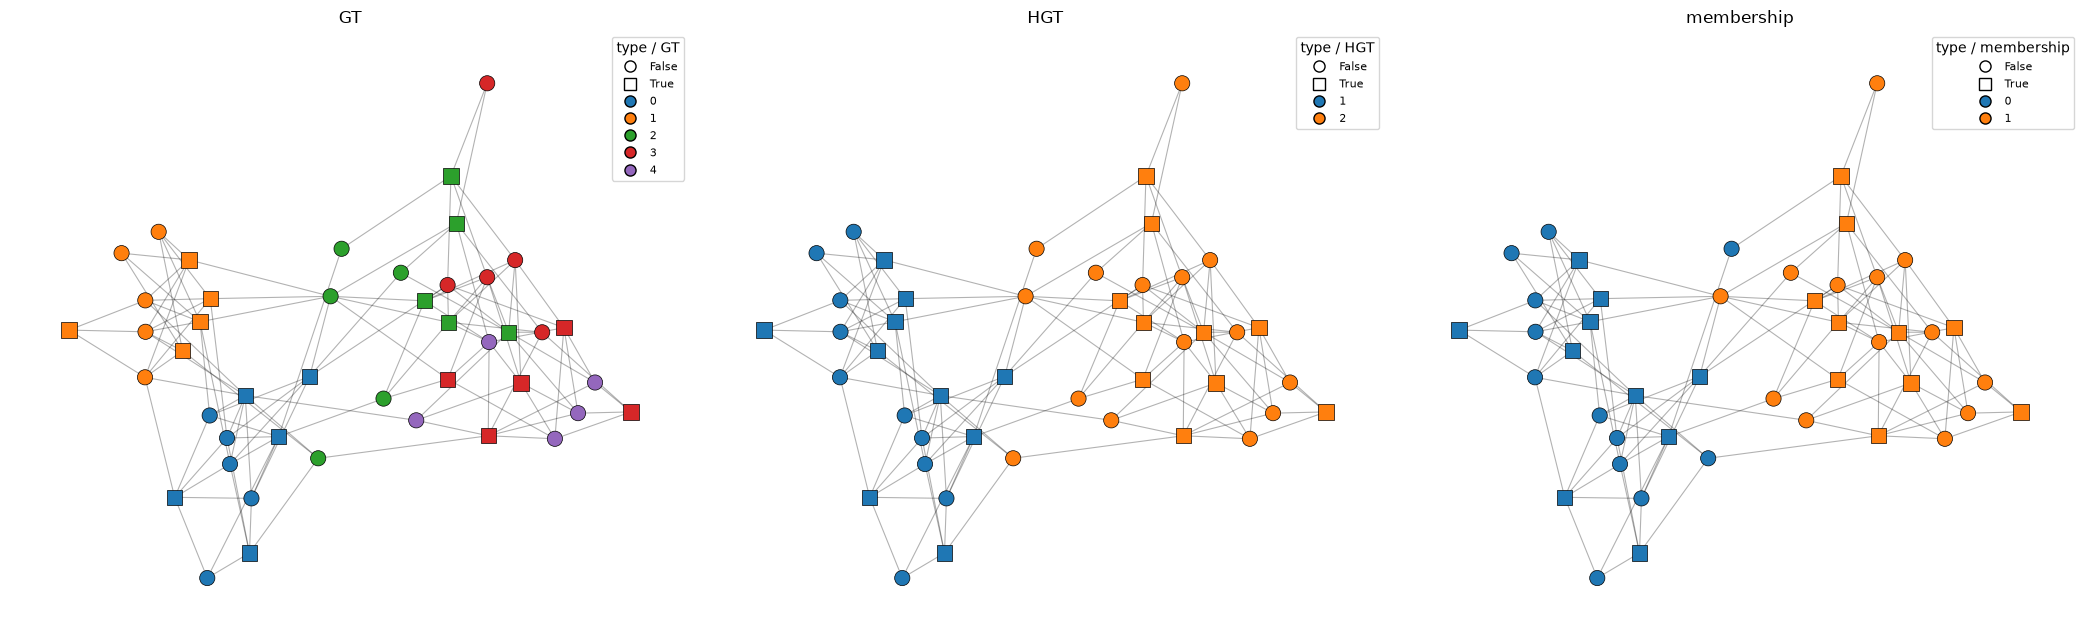 GT
type / GT
False
True
0
1
2
3
4
HGT
type / HGT
False
True
1
2
membership
type / membership
False
True
0
1